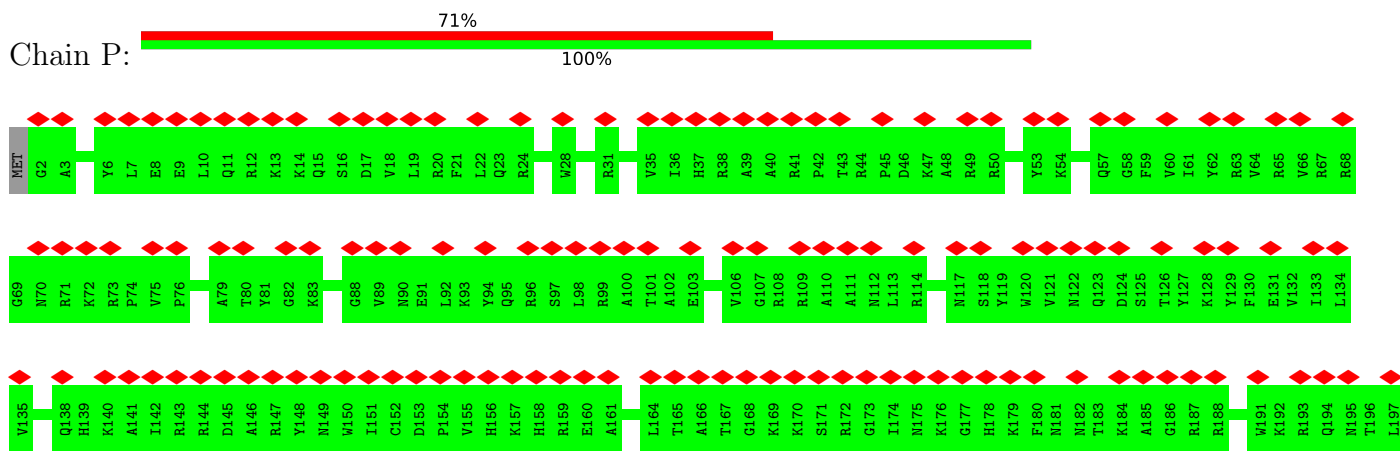 71%
Chain P:
100%
MET G2 A3 Y6 L7 E8 E9 L10 Q11 R12 K13 K14 Q15 S16 D17 V18 L19 R20 F21 L22 Q23 R24 W28 R31 V35 I36 H37 R38 A39 A40 R41 P42 T43 R44 P45 D46 K47 A48 R49 R50 Y53 K54 Q57 G58 F59 V60 I61 Y62 R63 V64 R65 V66 R67 R68
G69 N70 R71 K72 R73 P74 V75 P76 A79 T80 Y81 G82 K83 G88 V89 N90 E91 L92 K93 Y94 Q95 R96 S97 L98 R99 A100 T101 A102 E103 V106 G107 R108 R109 A110 A111 N112 L113 R114 N117 S118 Y119 W120 V121 N122 Q123 D124 S125 T126 Y127 K128 Y129 F130 E131 V132 I133 L134
V135 Q138 H139 K140 A141 I142 R143 R144 D145 A146 R147 Y148 N149 W150 I151 C152 D153 P154 V155 H156 K157 H158 R159 E160 A161 L164 T165 A166 T167 G168 K169 K170 S171 R172 G173 I174 N175 K176 G177 H178 K179 F180 N181 N182 T183 K184 A185 G186 R187 R188 W191 K192 R193 Q194 N195 T196 L197